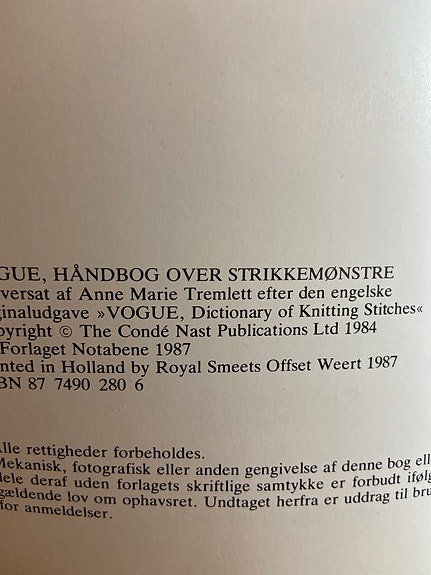 GUE, HÅNDBOG OVER STRIKKEMØNSTRE
versat af Anne Marie Tremlett efter den engelske
ginaludgave »VOGUE, Dictionary of Knitting Stitches«
pyright © The Condé Nast Publications Ltd 1984
Forlaget Notabene 1987
inted in Holland by Royal Smeets Offset Weert 1987
BN 87 7490 280 6
Alle rettigheder forbeholdes.
Mekanisk, fotografisk eller anden gengivelse af denne bog ell
dele deraf uden forlagets skriftlige samtykke er forbudt ifølg
gældende lov om ophavsret. Undtaget herfra er uddrag til bru
for anmeldelser.